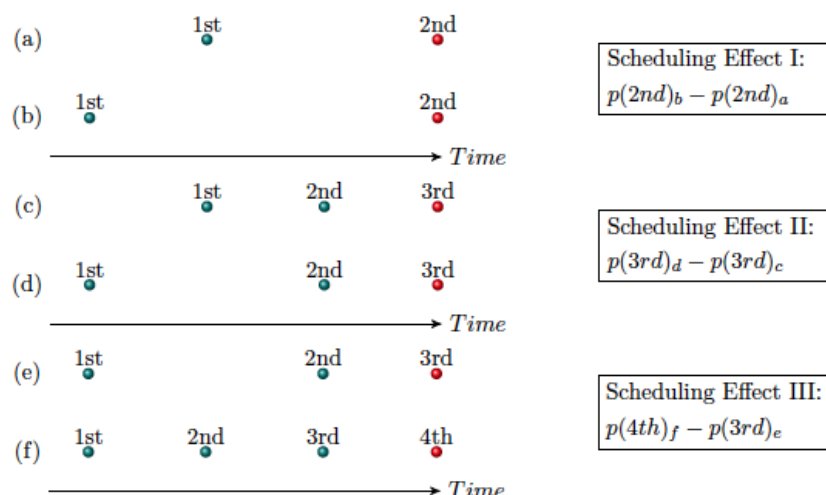 1st 2nd
(a)
Scheduling Effect I:
p(2nd)_b − p(2nd)_a
1st 2nd
(b)
Time
1st 2nd 3rd
(c)
Scheduling Effect II:
p(3rd)_d − p(3rd)_c
1st 2nd 3rd
(d)
Time
1st 2nd 3rd
(e)
Scheduling Effect III:
p(4th)_f − p(3rd)_e
1st 2nd 3rd 4th
(f)
Time